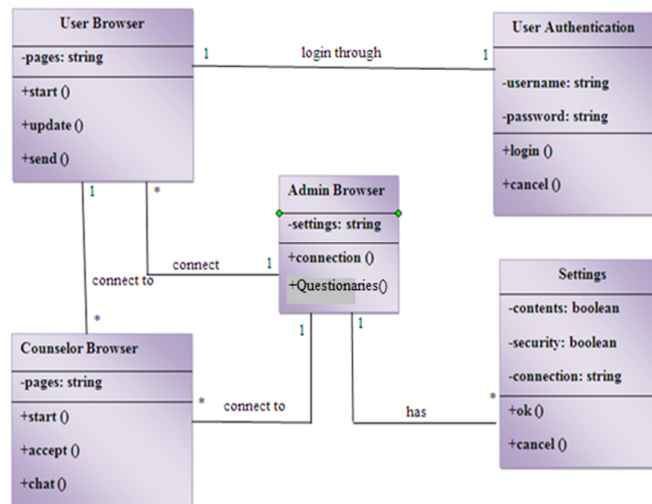 User Browser
-pages: string
+start ()
+update ()
+send ()
1
login through
1
User Authentication
-username: string
-password: string
+login ()
+cancel ()
1
*
connect to
connect
1
*
Admin Browser
-settings: string
+connection ()
+Questionaries()
Settings
-contents: boolean
-security: boolean
-connection: string
+ok ()
+cancel ()
Counselor Browser
-pages: string
+start ()
+accept ()
+chat ()
*
connect to
1
1
has
*